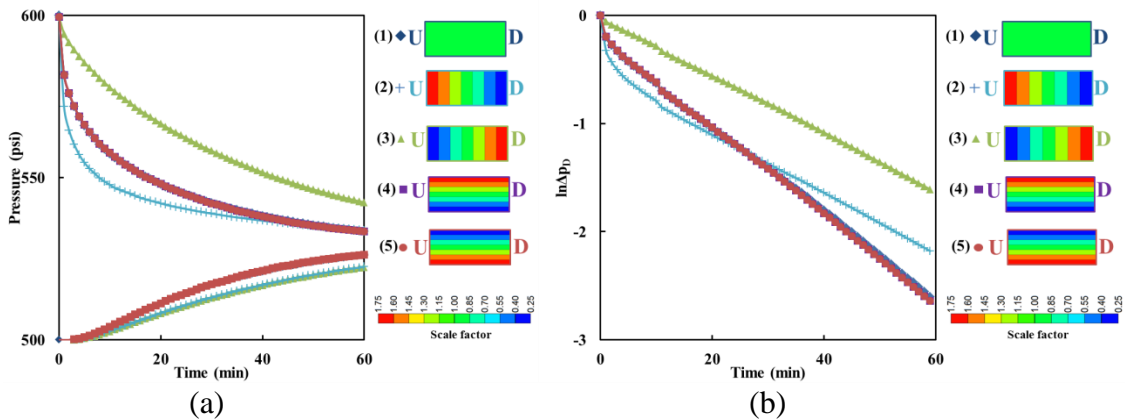 600
550
500
Pressure (psi)
0
20
40
60
Time (min)
(1) U D
(2) U D
(3) U D
(4) U D
(5) U D
1.75 1.60 1.45 1.30 1.15 1.00 0.85 0.70 0.55 0.40 0.25
Scale factor
(a)
0
-1
-2
-3
lnAp_D
0
20
40
60
Time (min)
(1) U D
(2) U D
(3) U D
(4) U D
(5) U D
1.75 1.60 1.45 1.30 1.15 1.00 0.85 0.70 0.55 0.40 0.25
Scale factor
(b)